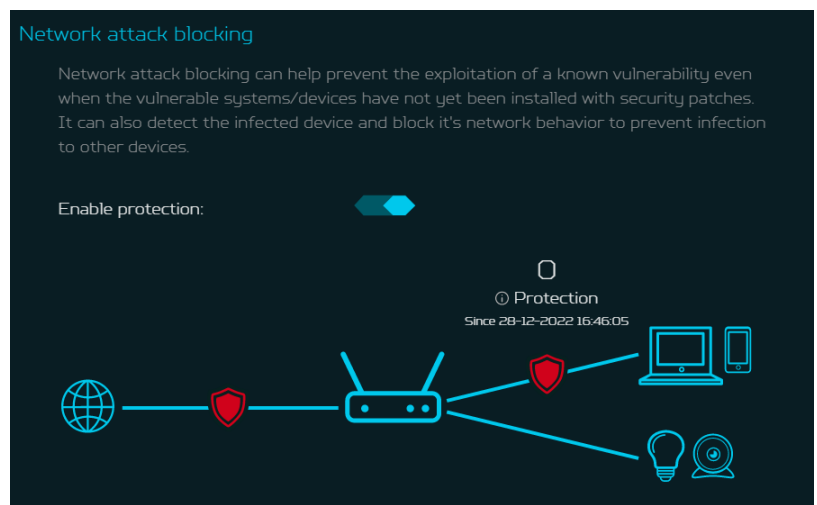 Network attack blocking
Network attack blocking can help prevent the exploitation of a known vulnerability even
when the vulnerable systems/devices have not yet been installed with security patches.
It can also detect the infected device and block it's network behavior to prevent infection
to other devices.
Enable protection:
0
Protection
Since 28-12-2022 16:46:05